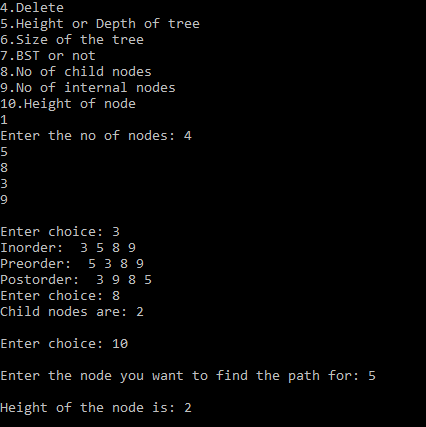 4.Delete
5.Height or Depth of tree
6.Size of the tree
7.BST or not
8.No of child nodes
9.No of internal nodes
10.Height of node
1
Enter the no of nodes: 4
5
8
3
9
Enter choice: 3
Inorder:  3 5 8 9
Preorder:  5 3 8 9
Postorder:  3 9 8 5
Enter choice: 8
Child nodes are: 2
Enter choice: 10
Enter the node you want to find the path for: 5
Height of the node is: 2